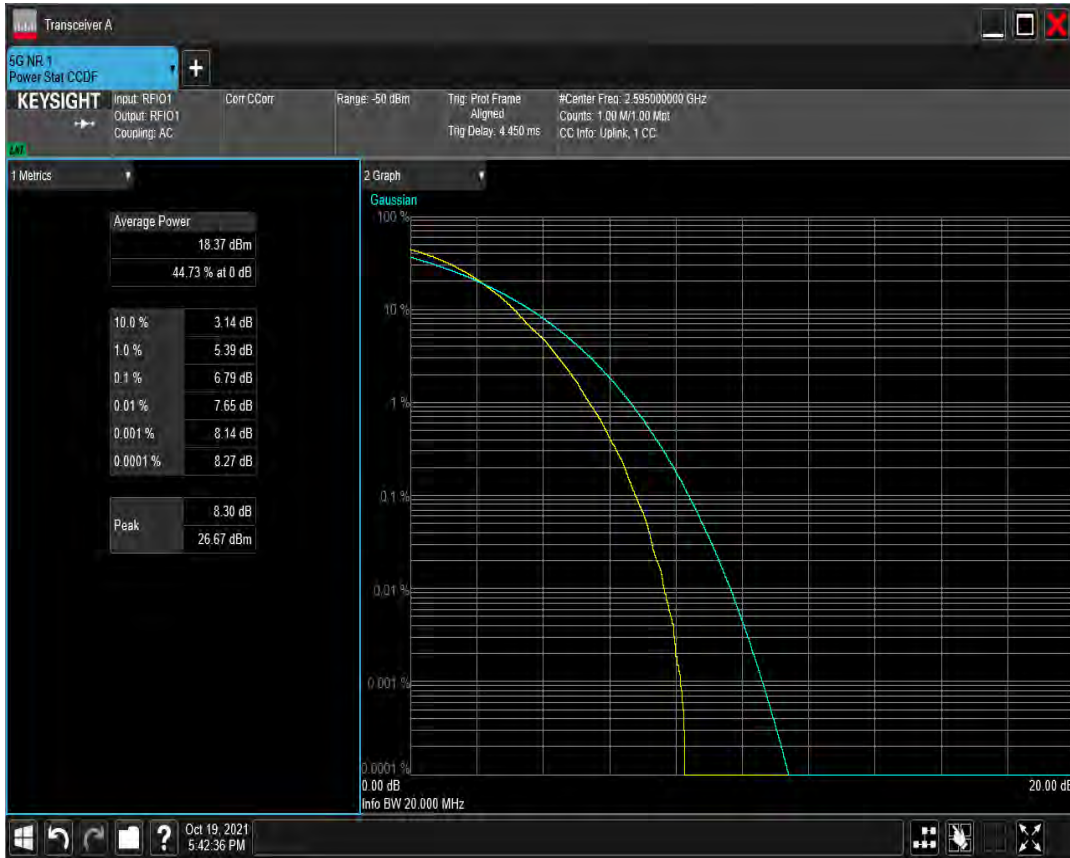 Transceiver A
5G NR 1
Power Stat CCDF
+
KEYSIGHT
Input: RFIO1
Output: RFIO1
Coupling: AC
Corr CCorr
Range: -50 dBm
Trig: Prot Frame
Aligned
Trig Delay: 4.450 ms
#Center Freq: 2.595000000 GHz
Counts: 1.00 M/1.00 Mpt
CC Info: Uplink, 1 CC
1 Metrics
Average Power
18.37 dBm
44.73 % at 0 dB
10.0 % 3.14 dB
1.0 % 5.39 dB
0.1 % 6.79 dB
0.01 % 7.65 dB
0.001 % 8.14 dB
0.0001 % 8.27 dB
Peak
8.30 dB
26.67 dBm
2 Graph
Gaussian
100 %
10 %
1 %
0.1 %
0.01 %
0.001 %
0.0001 %
0.00 dB 20.00 dB
Info BW 20.000 MHz
?
Oct 19, 2021
5:42:36 PM